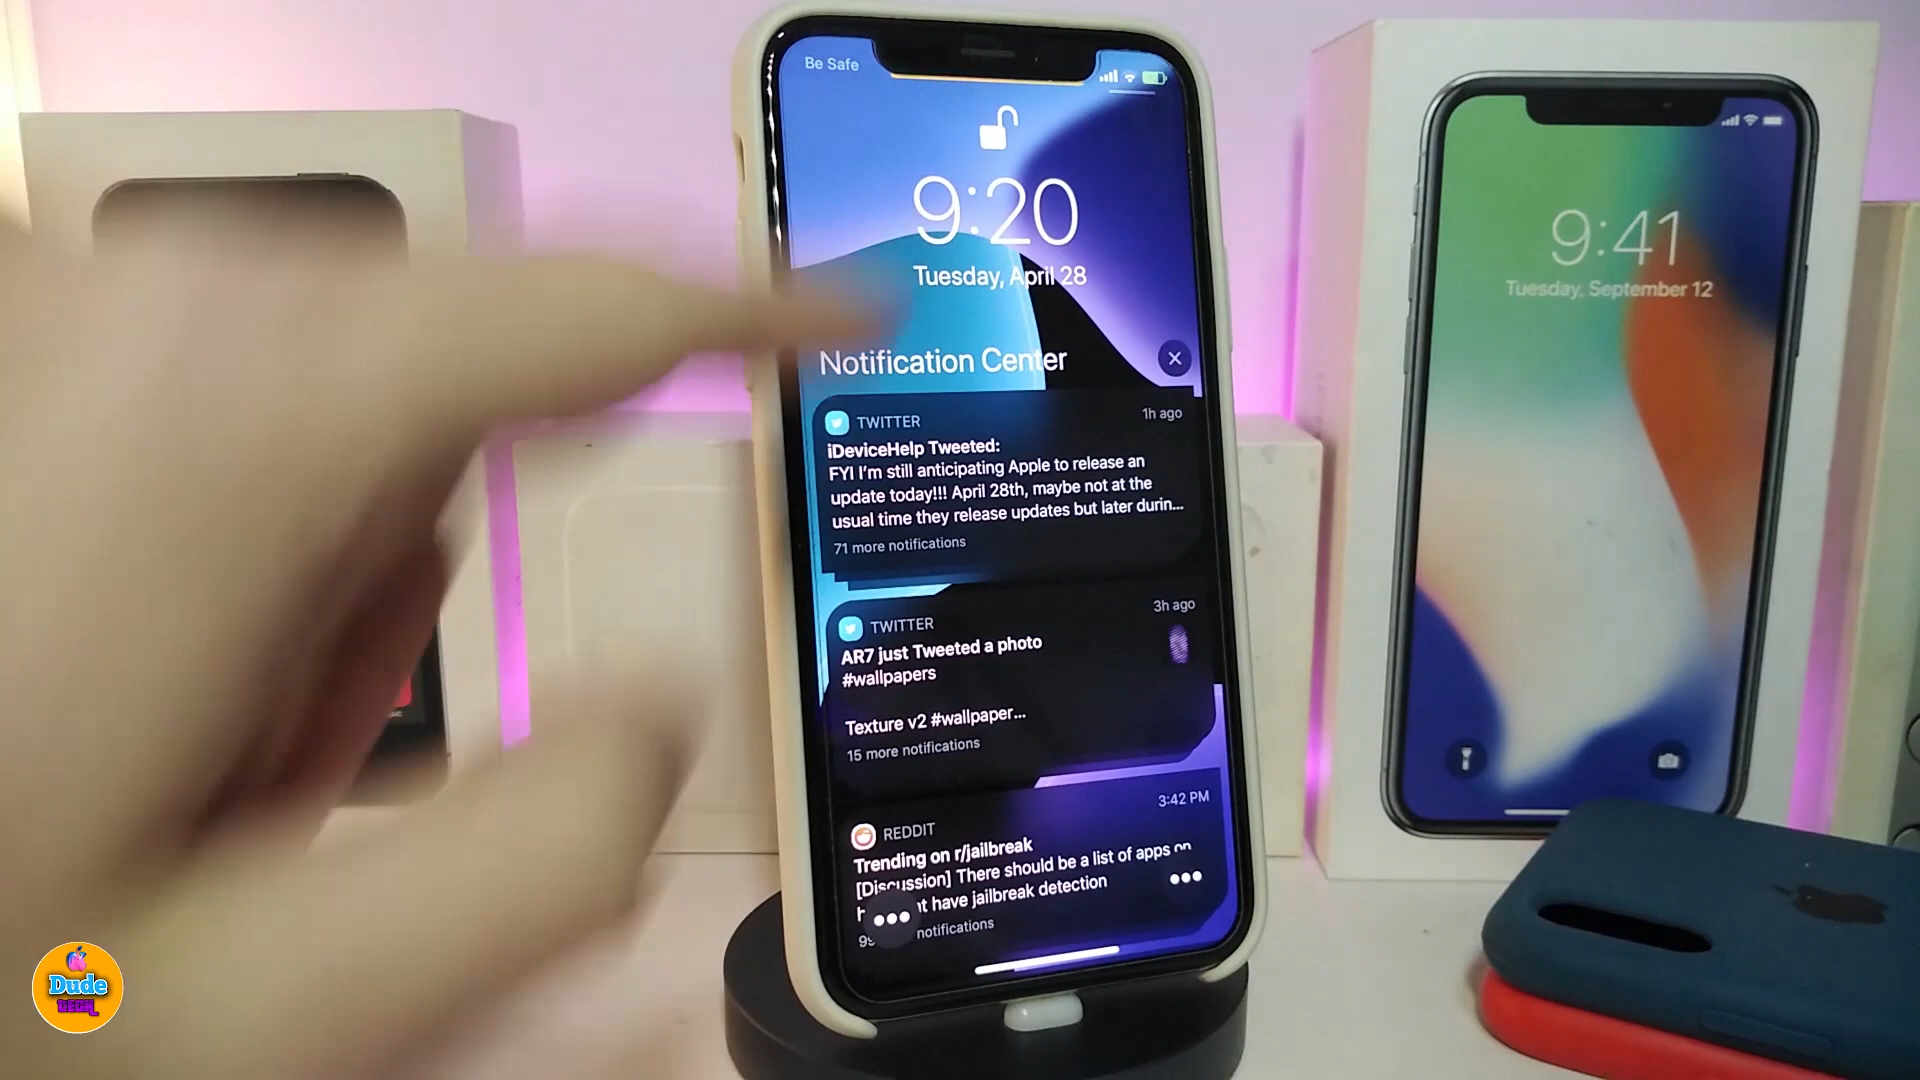 Be Safe
9:20
Tuesday, April 28
Notification Center
TWITTER
1h ago
iDeviceHelp Tweeted:
FYI I'm still anticipating Apple to release an
update today!!! April 28th, maybe not at the
usual time they release updates but later durin...
71 more notifications
TWITTER
3h ago
AR7 just Tweeted a photo
#wallpapers
Texture v2 #wallpaper...
15 more notifications
REDDIT
3:42 PM
Trending on r/jailbreak
[Discussion] There should be a list of apps on
have jailbreak detection
notifications
9:41
Tuesday, September 12
Dude
TECH